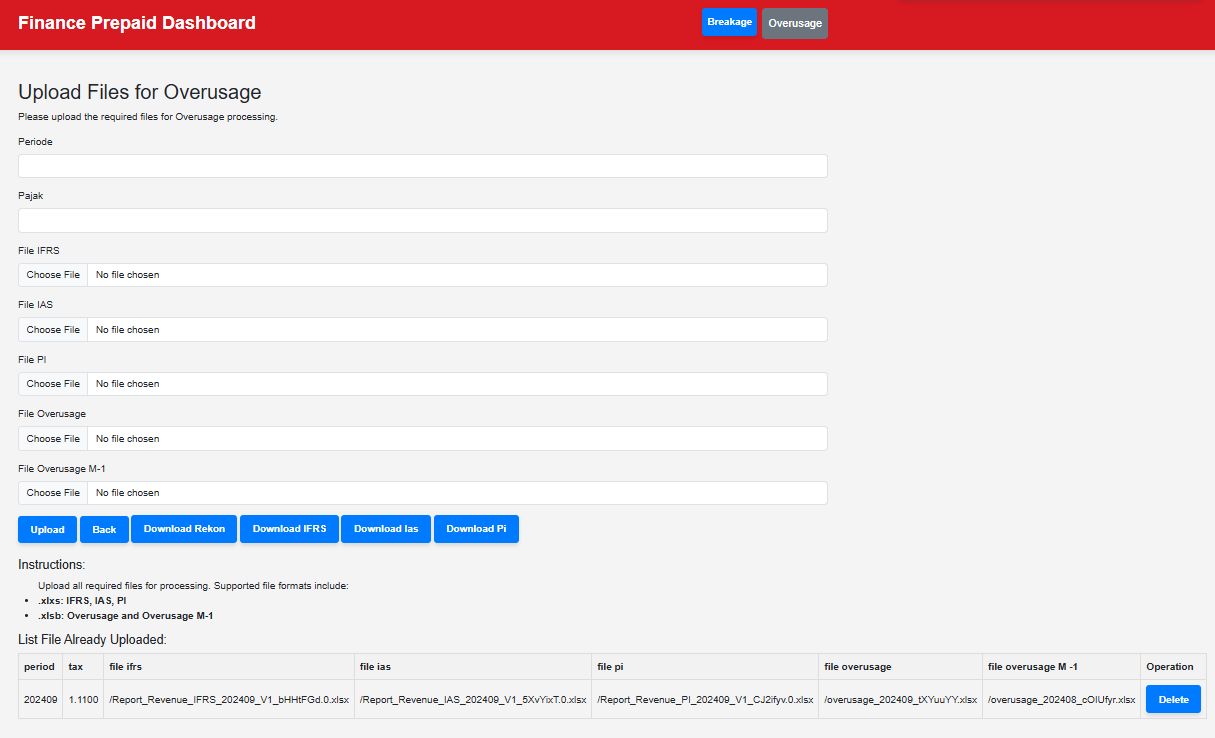 Finance Prepaid Dashboard
Breakage
Overusage
Upload Files for Overusage
Please upload the required files for Overusage processing.
Periode
Pajak
File IFRS
Choose File No file chosen
File IAS
Choose File No file chosen
File PI
Choose File No file chosen
File Overusage
Choose File No file chosen
File Overusage M-1
Choose File No file chosen
Upload Back Download Rekon Download IFRS Download Ias Download Pi
Instructions:
Upload all required files for processing. Supported file formats include:
• .xlxs: IFRS, IAS, PI
• .xlsb: Overusage and Overusage M-1
List File Already Uploaded:
period tax file ifrs file ias file pi file overusage file overusage M -1 Operation
202409 1.1100 /Report_Revenue_IFRS_202409_V1_bHHtFGd.0.xlsx /Report_Revenue_IAS_202409_V1_5XvYixT.0.xlsx /Report_Revenue_PI_202409_V1_CJ2ifyv.0.xlsx /overusage_202409_tXYuuYY.xlsx /overusage_202408_cOIUfyr.xlsx Delete